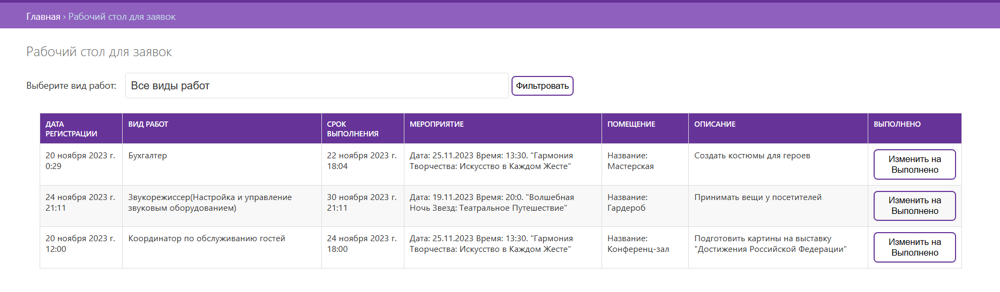 Главная › Рабочий стол для заявок
Рабочий стол для заявок
Выберите вид работ:
Все виды работ
Фильтровать
ДАТА
РЕГИСТРАЦИИ
ВИД РАБОТ
СРОК
ВЫПОЛНЕНИЯ
МЕРОПРИЯТИЕ
ПОМЕЩЕНИЕ
ОПИСАНИЕ
ВЫПОЛНЕНО
20 ноября 2023 г.
0:29
Бухгалтер
22 ноября 2023 г.
18:04
Дата: 25.11.2023 Время: 13:30. "Гармония
Творчества: Искусство в Каждом Жесте"
Название:
Мастерская
Создать костюмы для героев
Изменить на
Выполнено
24 ноября 2023 г.
21:11
Звукорежиссер(Настройка и управление
звуковым оборудованием)
30 ноября 2023 г.
21:11
Дата: 19.11.2023 Время: 20:0. "Волшебная
Ночь Звезд: Театральное Путешествие"
Название:
Гардероб
Принимать вещи у посетителей
Изменить на
Выполнено
20 ноября 2023 г.
12:00
Координатор по обслуживанию гостей
24 ноября 2023 г.
18:00
Дата: 25.11.2023 Время: 13:30. "Гармония
Творчества: Искусство в Каждом Жесте"
Название:
Конференц-зал
Подготовить картины на выставку
"Достижения Российской Федерации"
Изменить на
Выполнено